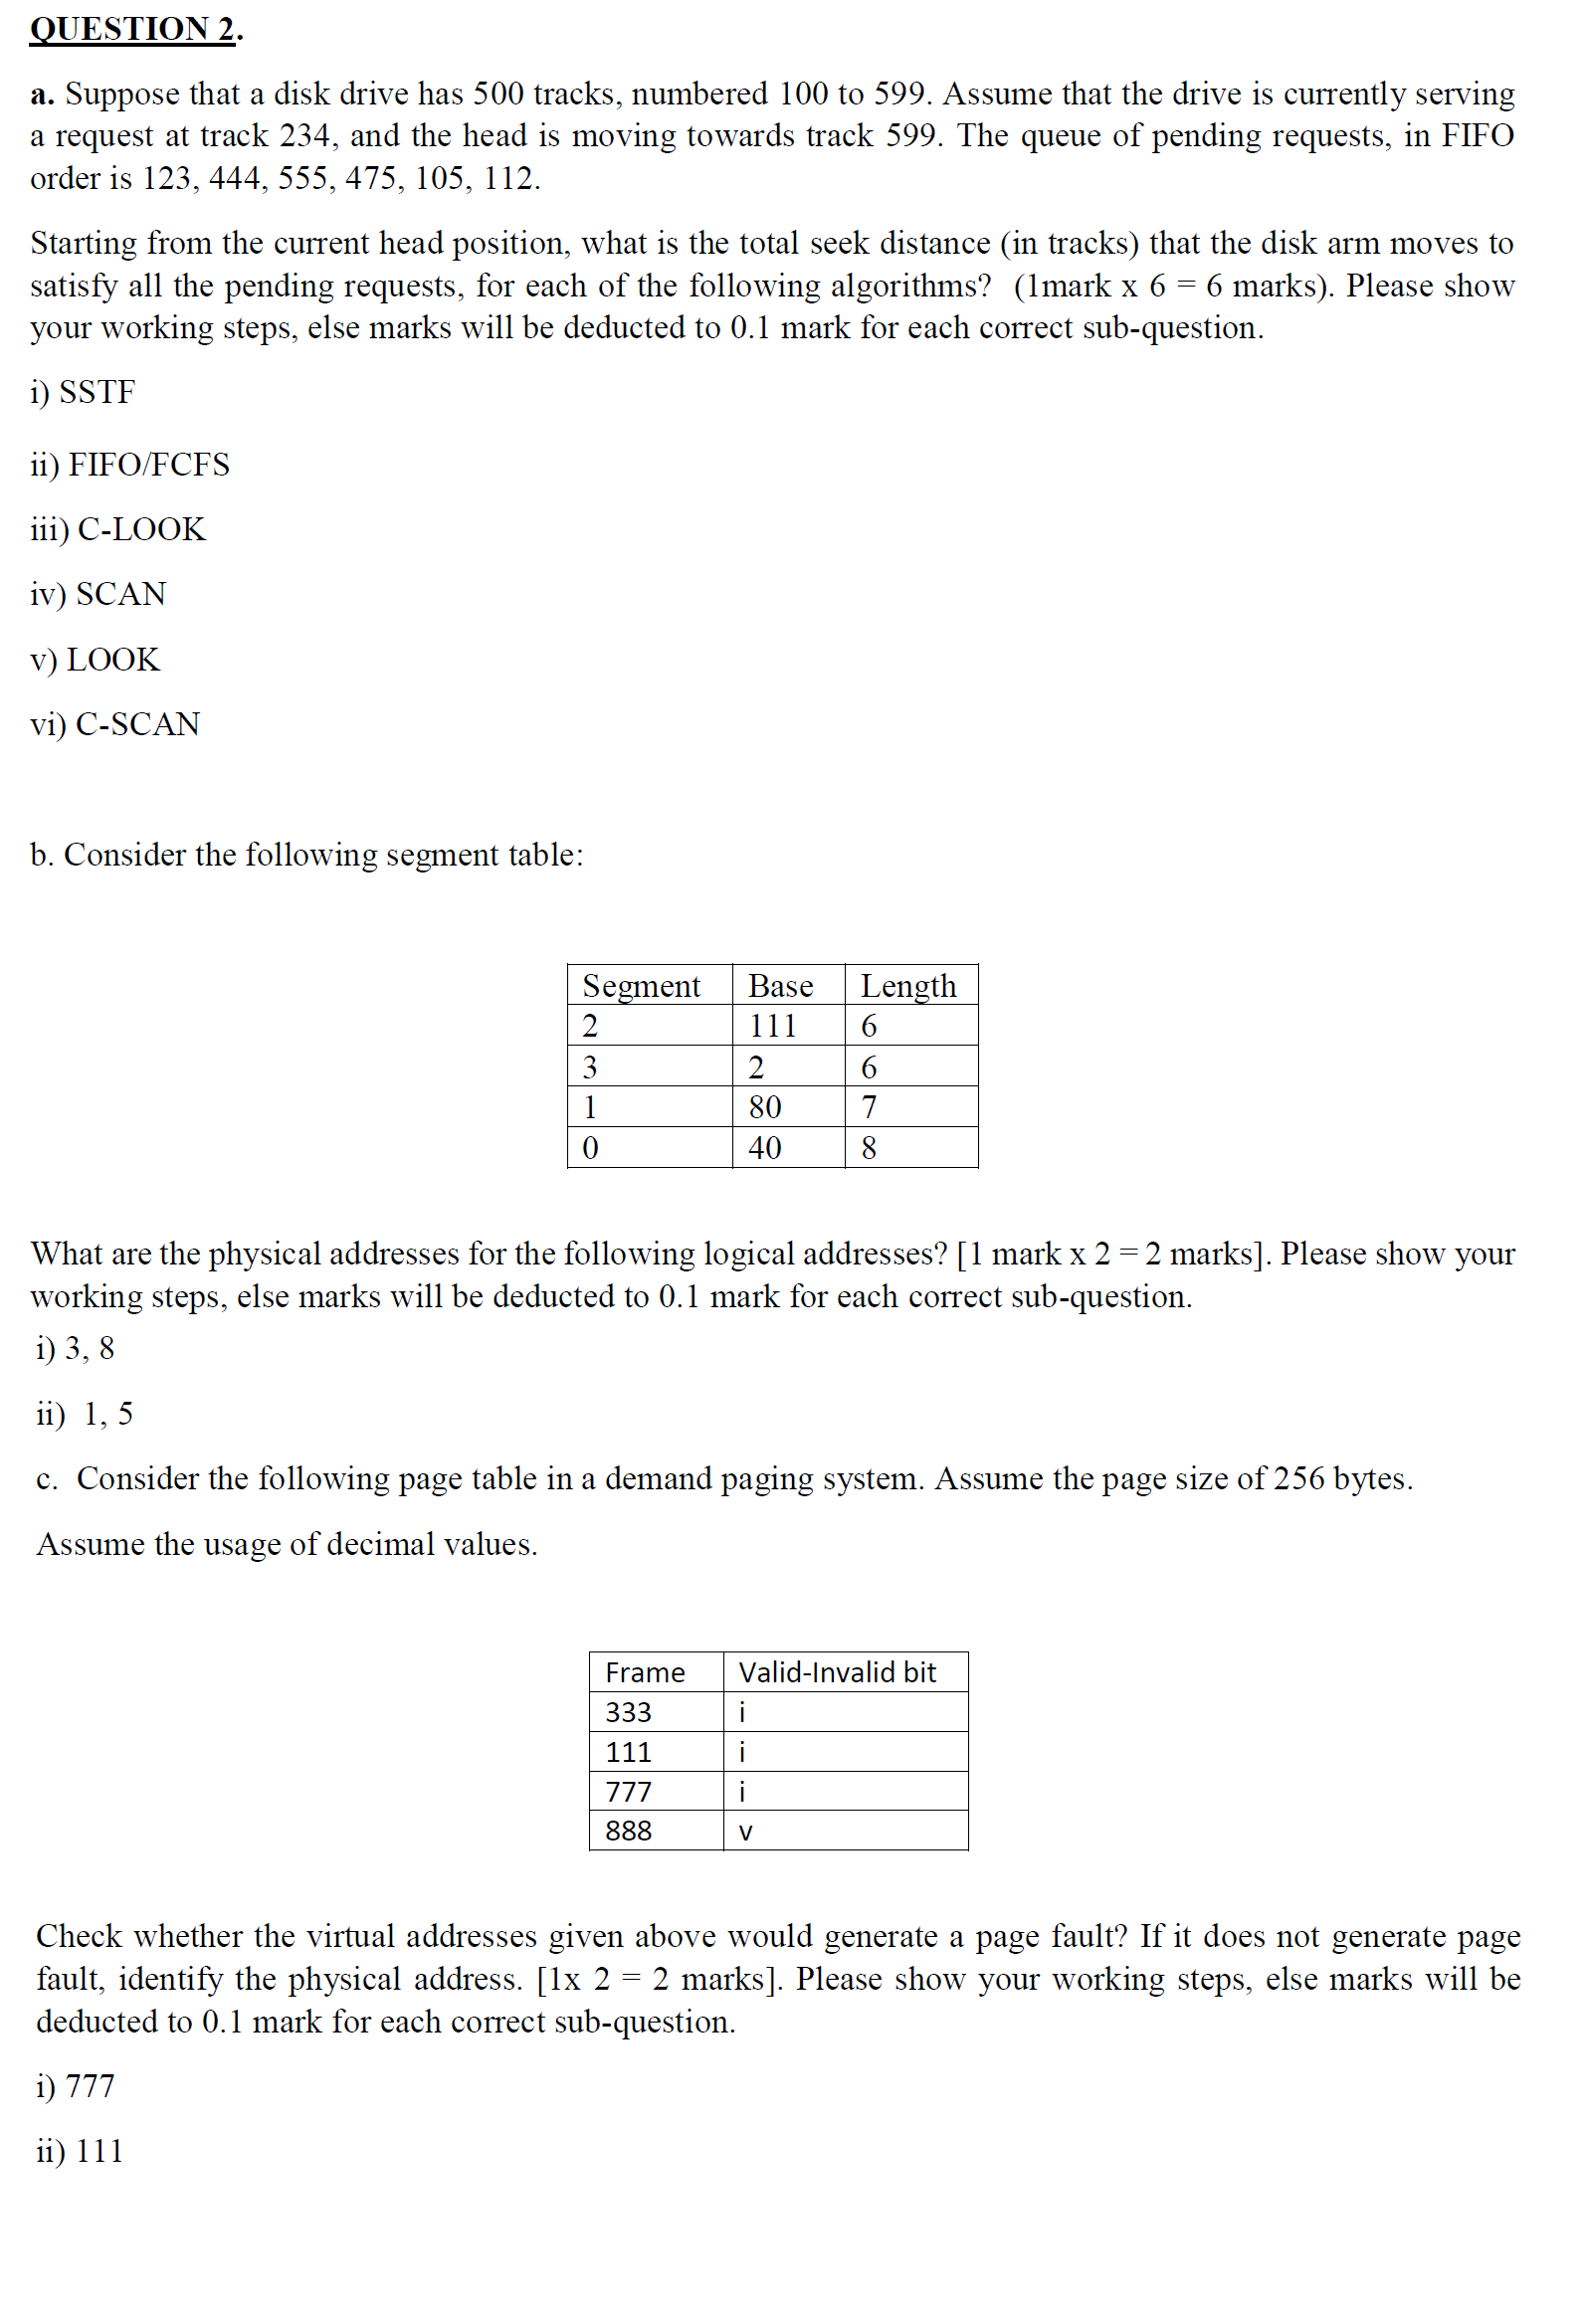 QUESTION 2.
a. Suppose that a disk drive has 500 tracks, numbered 100 to 599. Assume that the drive is currently serving
a request at track 234, and the head is moving towards track 599. The queue of pending requests, in FIFO
order is 123, 444, 555, 475, 105, 112.
Starting from the current head position, what is the total seek distance (in tracks) that the disk arm moves to
satisfy all the pending requests, for each of the following algorithms? (1mark x 6 = 6 marks). Please show
your working steps, else marks will be deducted to 0.1 mark for each correct sub-question.
i) SSTF
ii) FIFO/FCFS
iii) C-LOOK
iv) SCAN
v) LOOK
vi) C-SCAN
b. Consider the following segment table:
Segment Base Length
2 111 6
3 2 6
1 80 7
0 40 8
What are the physical addresses for the following logical addresses? [1 mark x 2 = 2 marks]. Please show your
working steps, else marks will be deducted to 0.1 mark for each correct sub-question.
i) 3, 8
ii) 1, 5
c. Consider the following page table in a demand paging system. Assume the page size of 256 bytes.
Assume the usage of decimal values.
Frame Valid-Invalid bit
333 i
111 i
777 i
888 v
Check whether the virtual addresses given above would generate a page fault? If it does not generate page
fault, identify the physical address. [1x 2 = 2 marks]. Please show your working steps, else marks will be
deducted to 0.1 mark for each correct sub-question.
i) 777
ii) 111